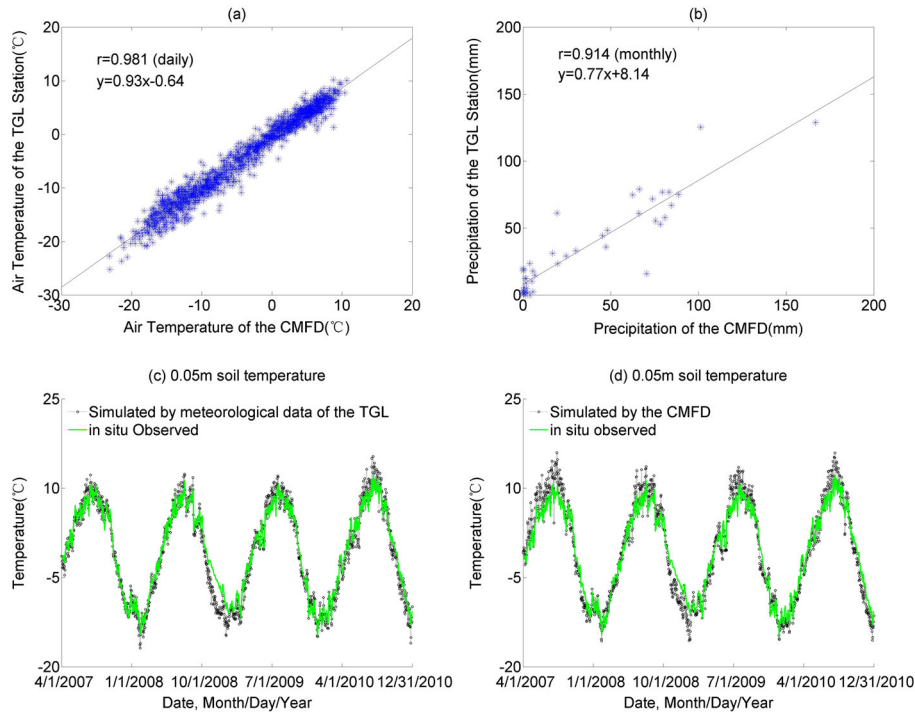 (a)
20
10
0
-10
-20
-30
-30 -20 -10 0 10 20
r=0.981 (daily)
y=0.93x-0.64
Air Temperature of the TGL Station(℃)
Air Temperature of the CMFD(℃)
(b)
200
150
100
50
0
0 50 100 150 200
r=0.914 (monthly)
y=0.77x+8.14
Precipitation of the TGL Station(mm)
Precipitation of the CMFD(mm)
(c) 0.05m soil temperature
25
10
-5
-20
Simulated by meteorological data of the TGL
in situ Observed
Temperature(℃)
4/1/2007 1/1/2008 10/1/2008 7/1/2009 4/1/2010 12/31/2010
Date, Month/Day/Year
(d) 0.05m soil temperature
25
10
-5
-20
Simulated by the CMFD
in situ observed
Temperature(℃)
4/1/2007 1/1/2008 10/1/2008 7/1/2009 4/1/2010 12/31/2010
Date, Month/Day/Year